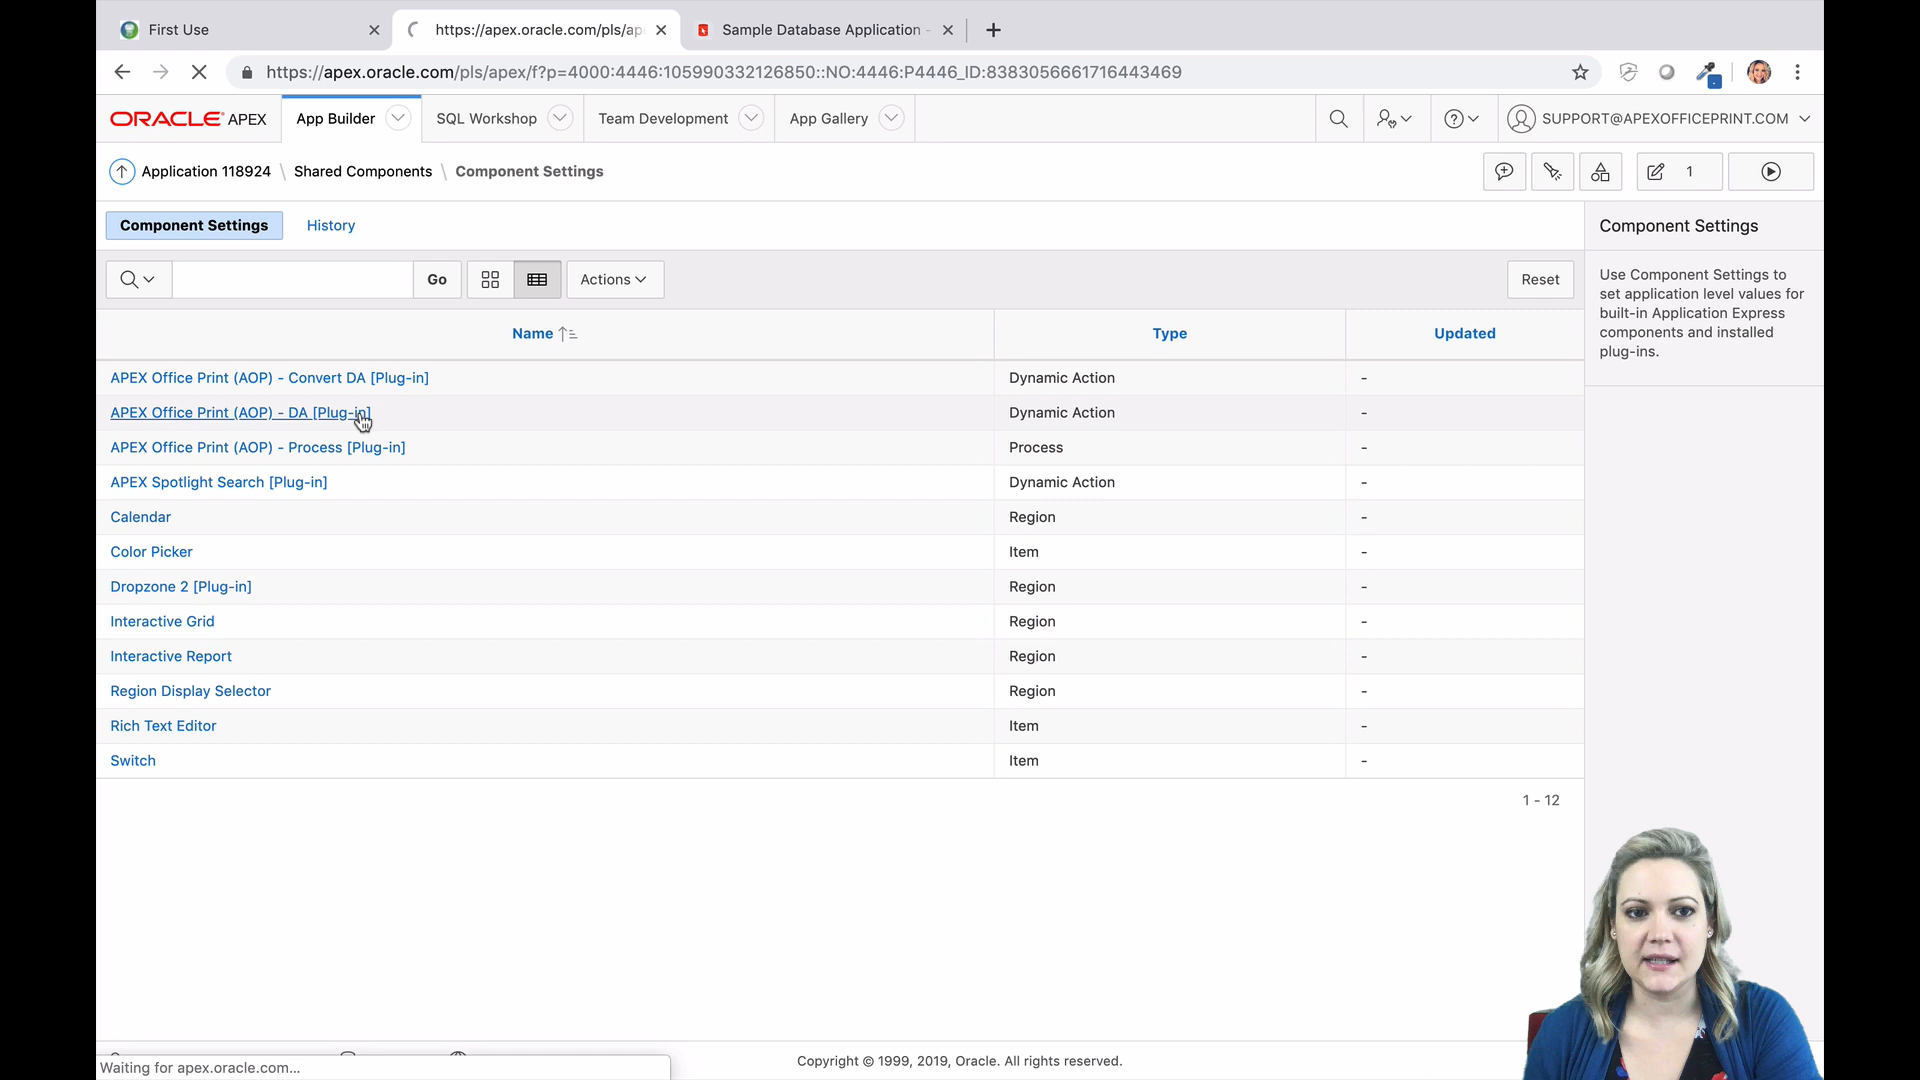 First Use
https://apex.oracle.com/pls/ap
Sample Database Application
https://apex.oracle.com/pls/apex/f?p=4000:4446:105990332126850::NO:4446:P4446_ID:8383056661716443469
ORACLE APEX
App Builder
SQL Workshop
Team Development
App Gallery
SUPPORT@APEXOFFICEPRINT.COM
Application 118924 \ Shared Components \ Component Settings
1
Component Settings
History
Component Settings
Go
Actions
Reset
Use Component Settings to
set application level values for
built-in Application Express
components and installed
plug-ins.
Name
Type
Updated
APEX Office Print (AOP) - Convert DA [Plug-in]
Dynamic Action
-
APEX Office Print (AOP) - DA [Plug-in]
Dynamic Action
-
APEX Office Print (AOP) - Process [Plug-in]
Process
-
APEX Spotlight Search [Plug-in]
Dynamic Action
-
Calendar
Region
-
Color Picker
Item
-
Dropzone 2 [Plug-in]
Region
-
Interactive Grid
Region
-
Interactive Report
Region
-
Region Display Selector
Region
-
Rich Text Editor
Item
-
Switch
Item
-
1 - 12
Copyright © 1999, 2019, Oracle. All rights reserved.
Waiting for apex.oracle.com...